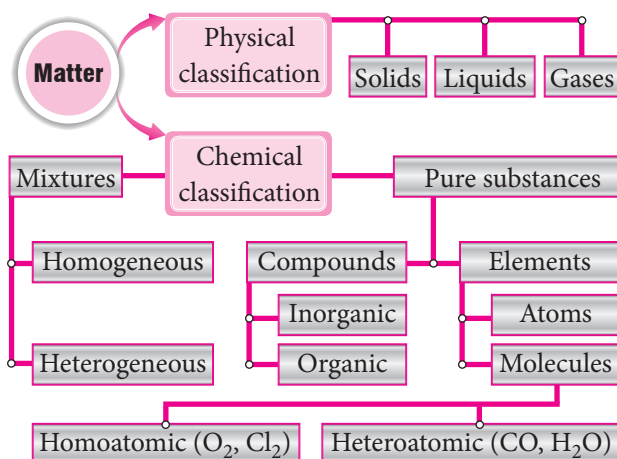 Matter
Physical
classification
Solids
Liquids
Gases
Chemical
classification
Mixtures
Pure substances
Homogeneous
Heterogeneous
Compounds
Elements
Inorganic
Organic
Atoms
Molecules
Homoatomic (O₂, Cl₂)
Heteroatomic (CO, H₂O)